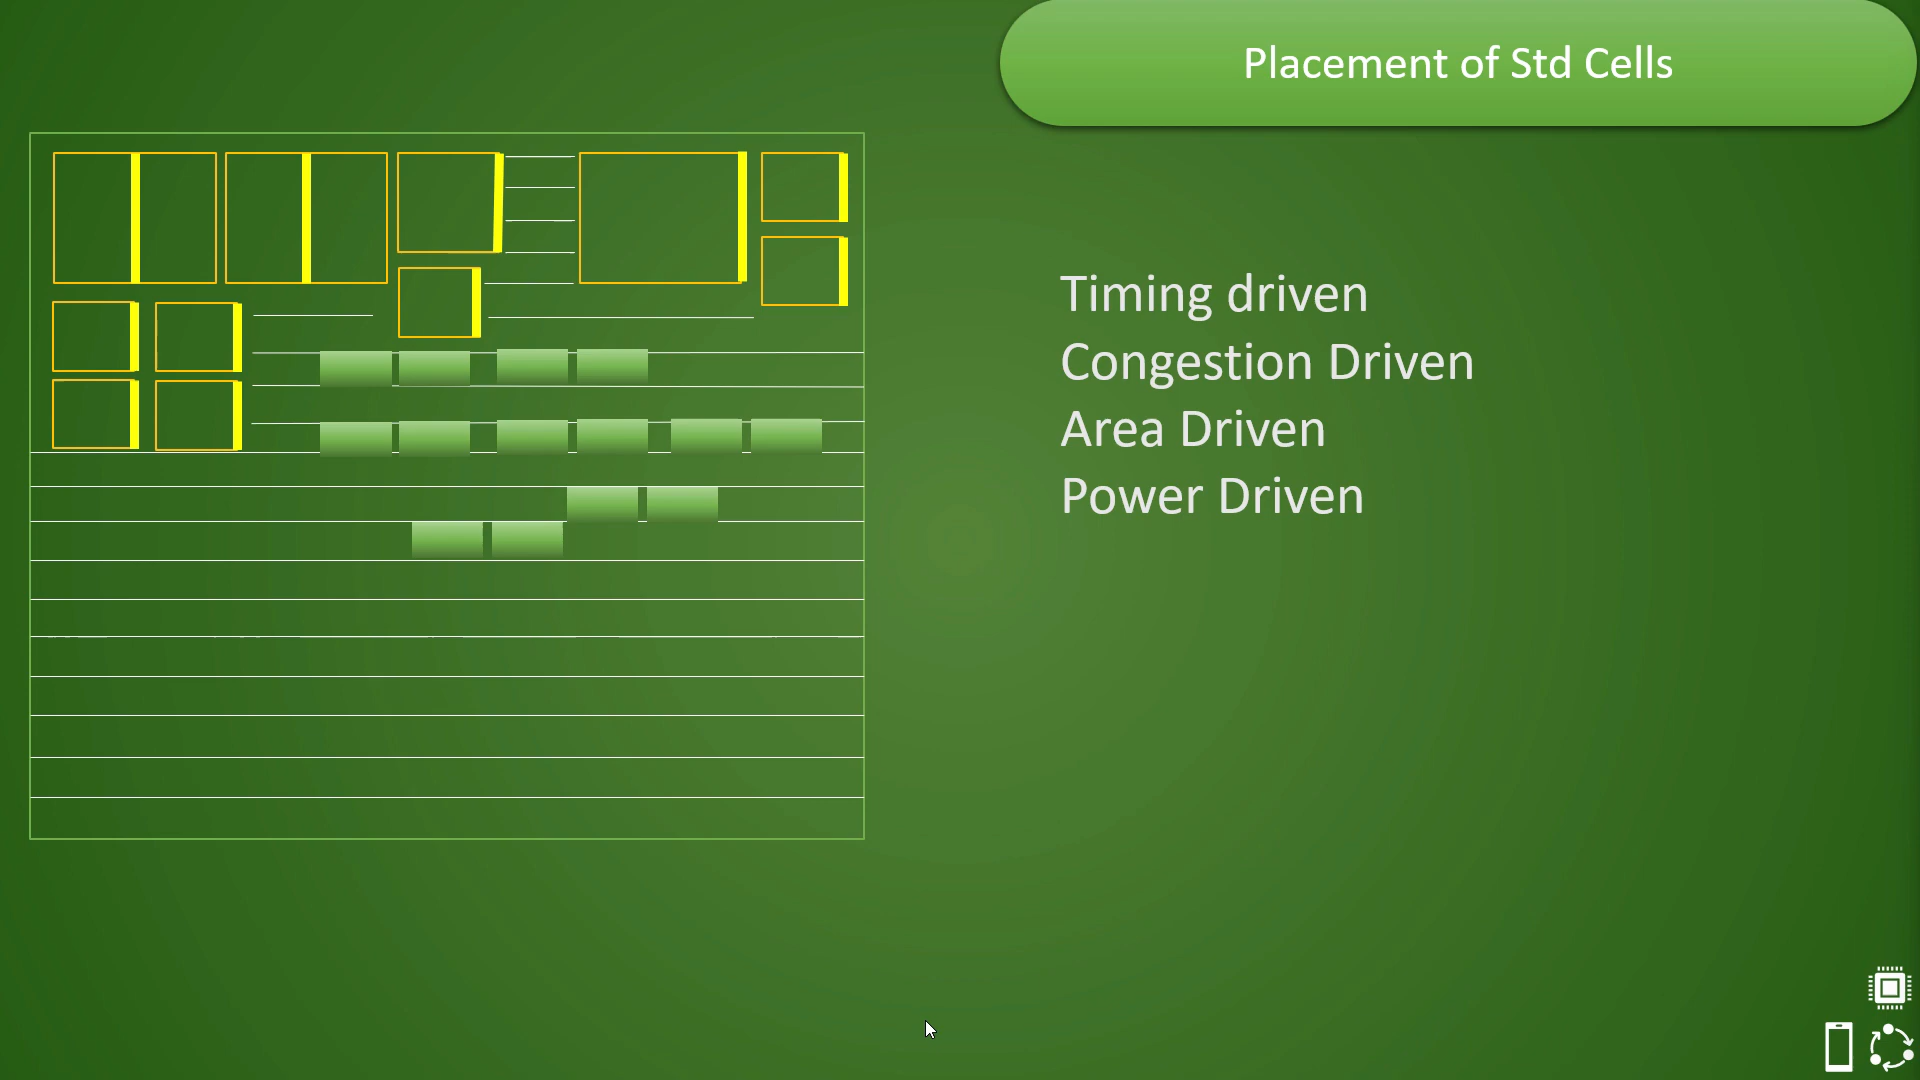 Placement of Std Cells
Timing driven
Congestion Driven
Area Driven
Power Driven